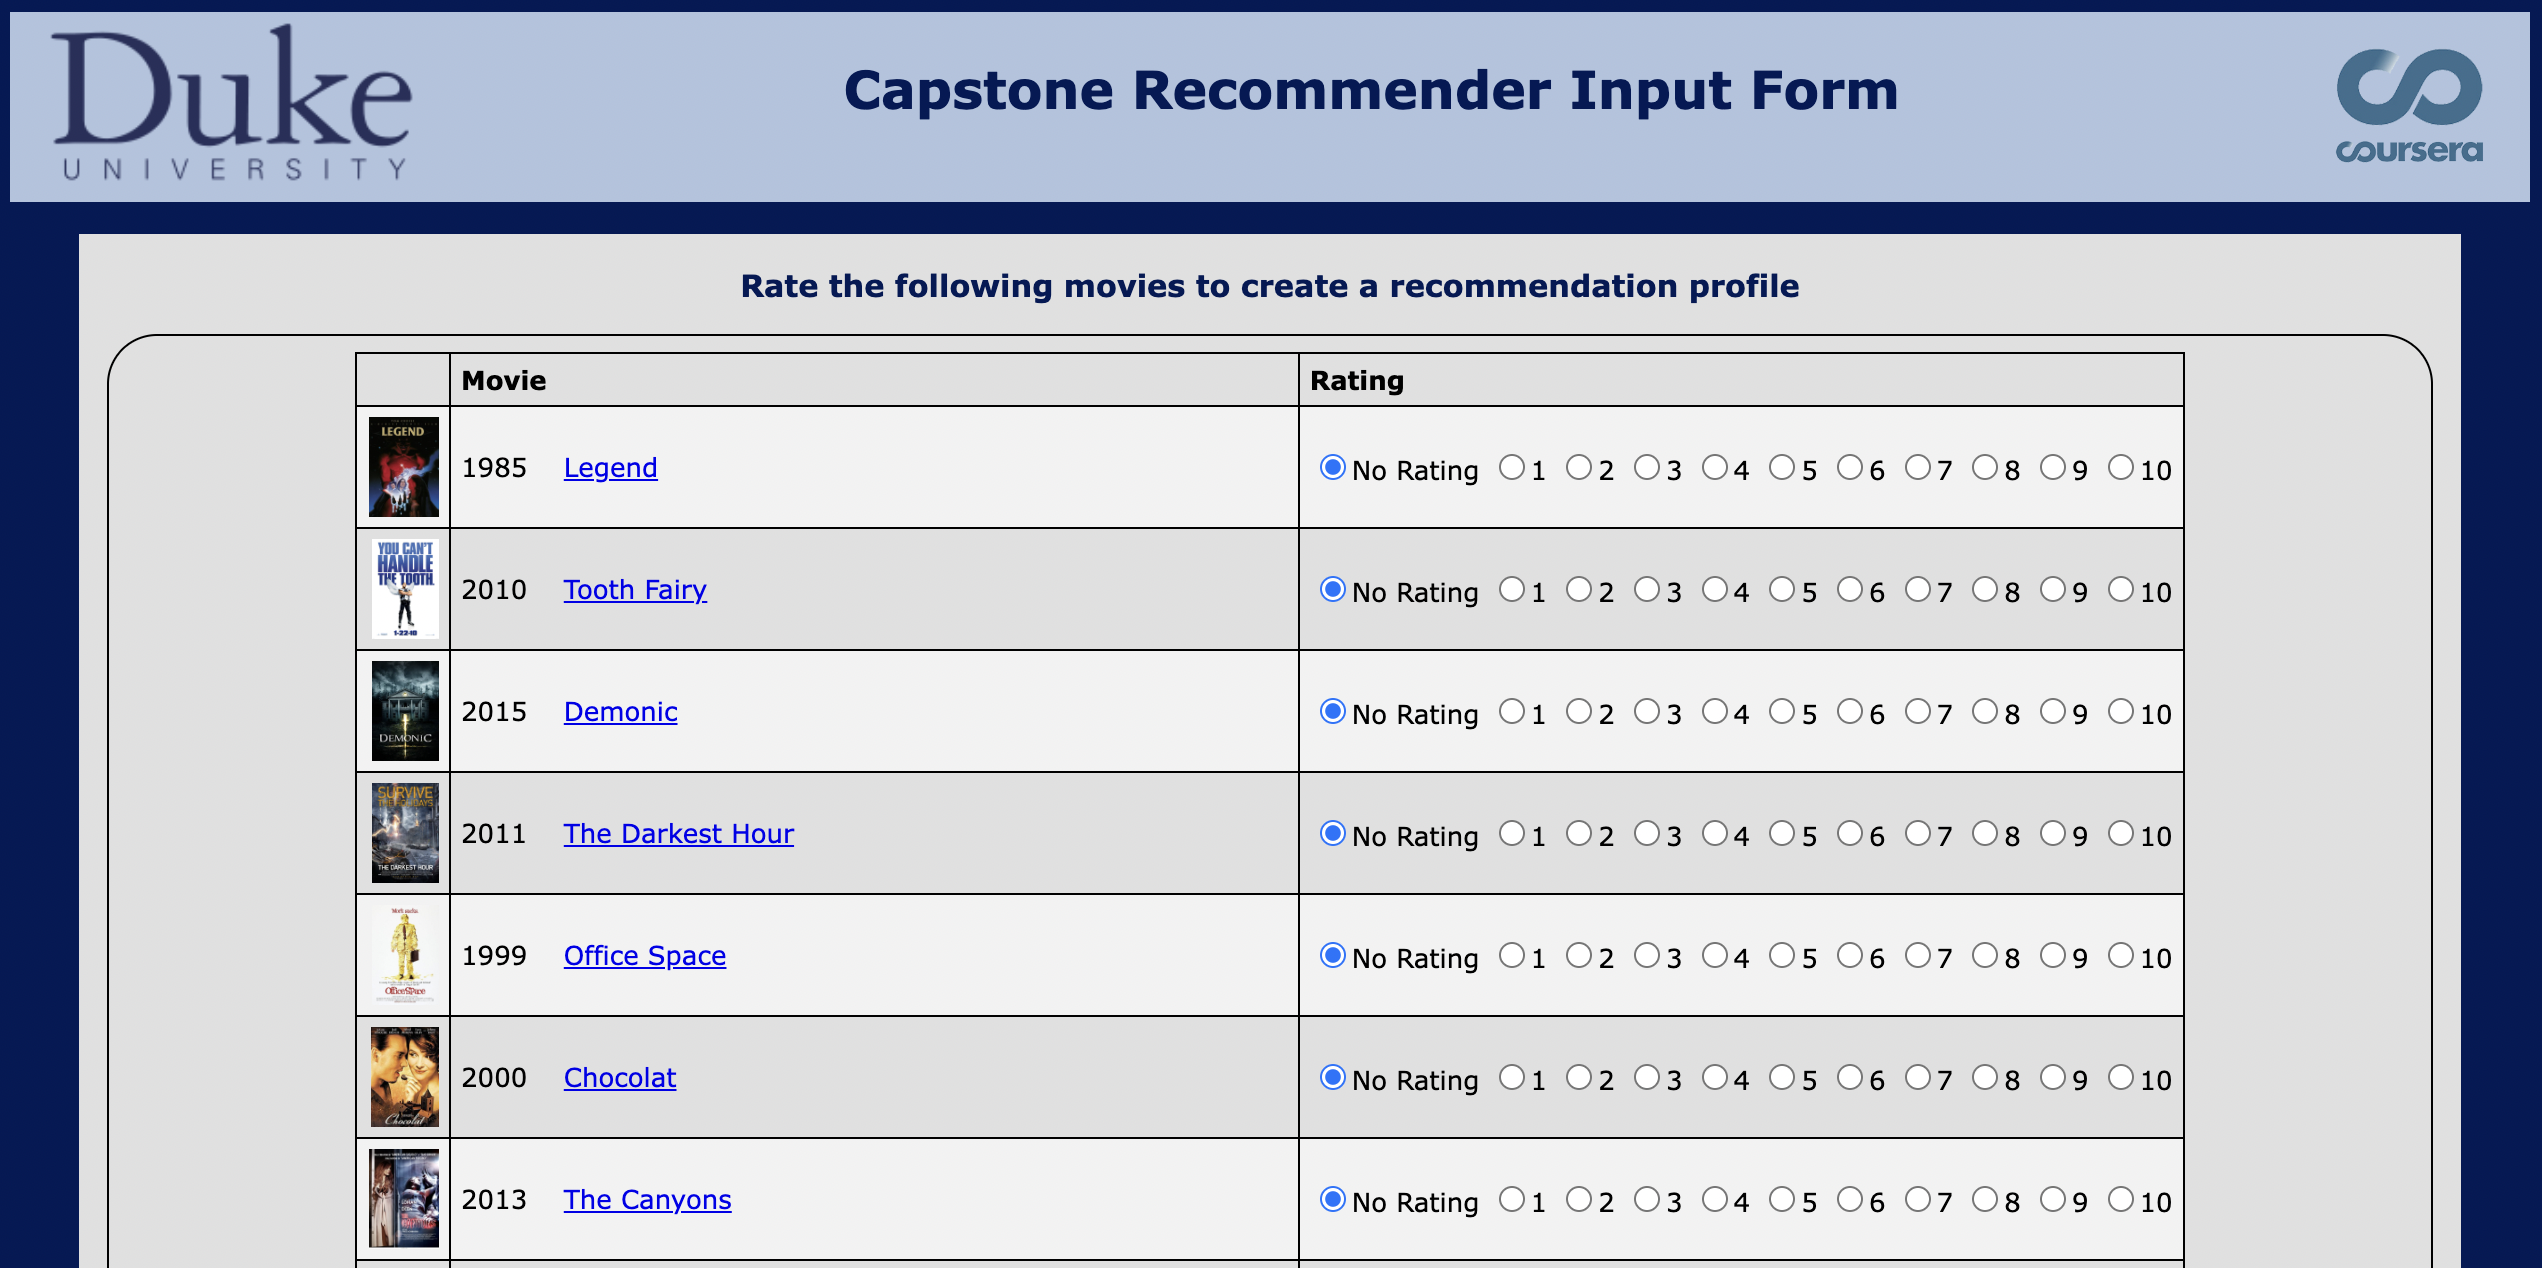 Duke
UNIVERSITY
Capstone Recommender Input Form
coursera
Rate the following movies to create a recommendation profile
Movie Rating
LEGEND
1985 Legend No Rating 1 2 3 4 5 6 7 8 9 10
YOU CAN'T
HANDLE
THE TOOTH
1-22-10
2010 Tooth Fairy No Rating 1 2 3 4 5 6 7 8 9 10
DEMONIC
2015 Demonic No Rating 1 2 3 4 5 6 7 8 9 10
SURVIVE
THE HOLIDAYS
THE DARKEST HOUR
2011 The Darkest Hour No Rating 1 2 3 4 5 6 7 8 9 10
Work sucks.
Office Space
1999 Office Space No Rating 1 2 3 4 5 6 7 8 9 10
Chocolat
2000 Chocolat No Rating 1 2 3 4 5 6 7 8 9 10
2013 The Canyons No Rating 1 2 3 4 5 6 7 8 9 10